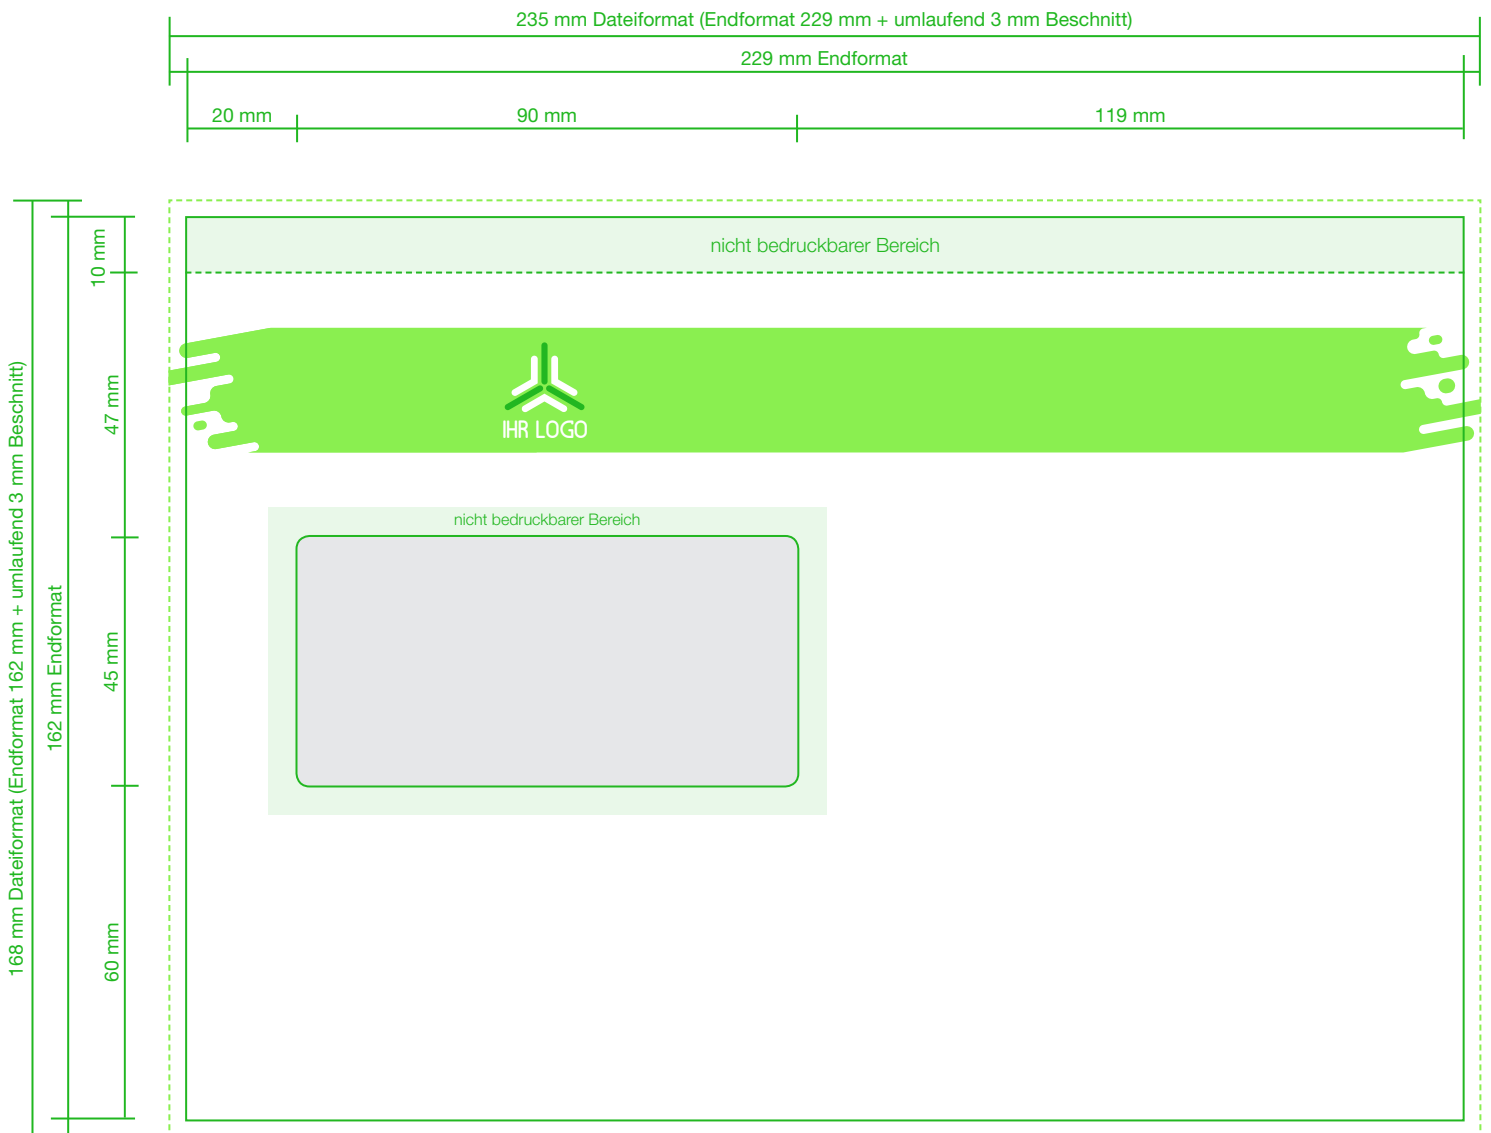 235 mm Dateiformat (Endformat 229 mm + umlaufend 3 mm Beschnitt)
229 mm Endformat
20 mm
90 mm
119 mm
168 mm Dateiformat (Endformat 162 mm + umlaufend 3 mm Beschnitt)
162 mm Endformat
10 mm
47 mm
45 mm
60 mm
nicht bedruckbarer Bereich
IHR LOGO
nicht bedruckbarer Bereich